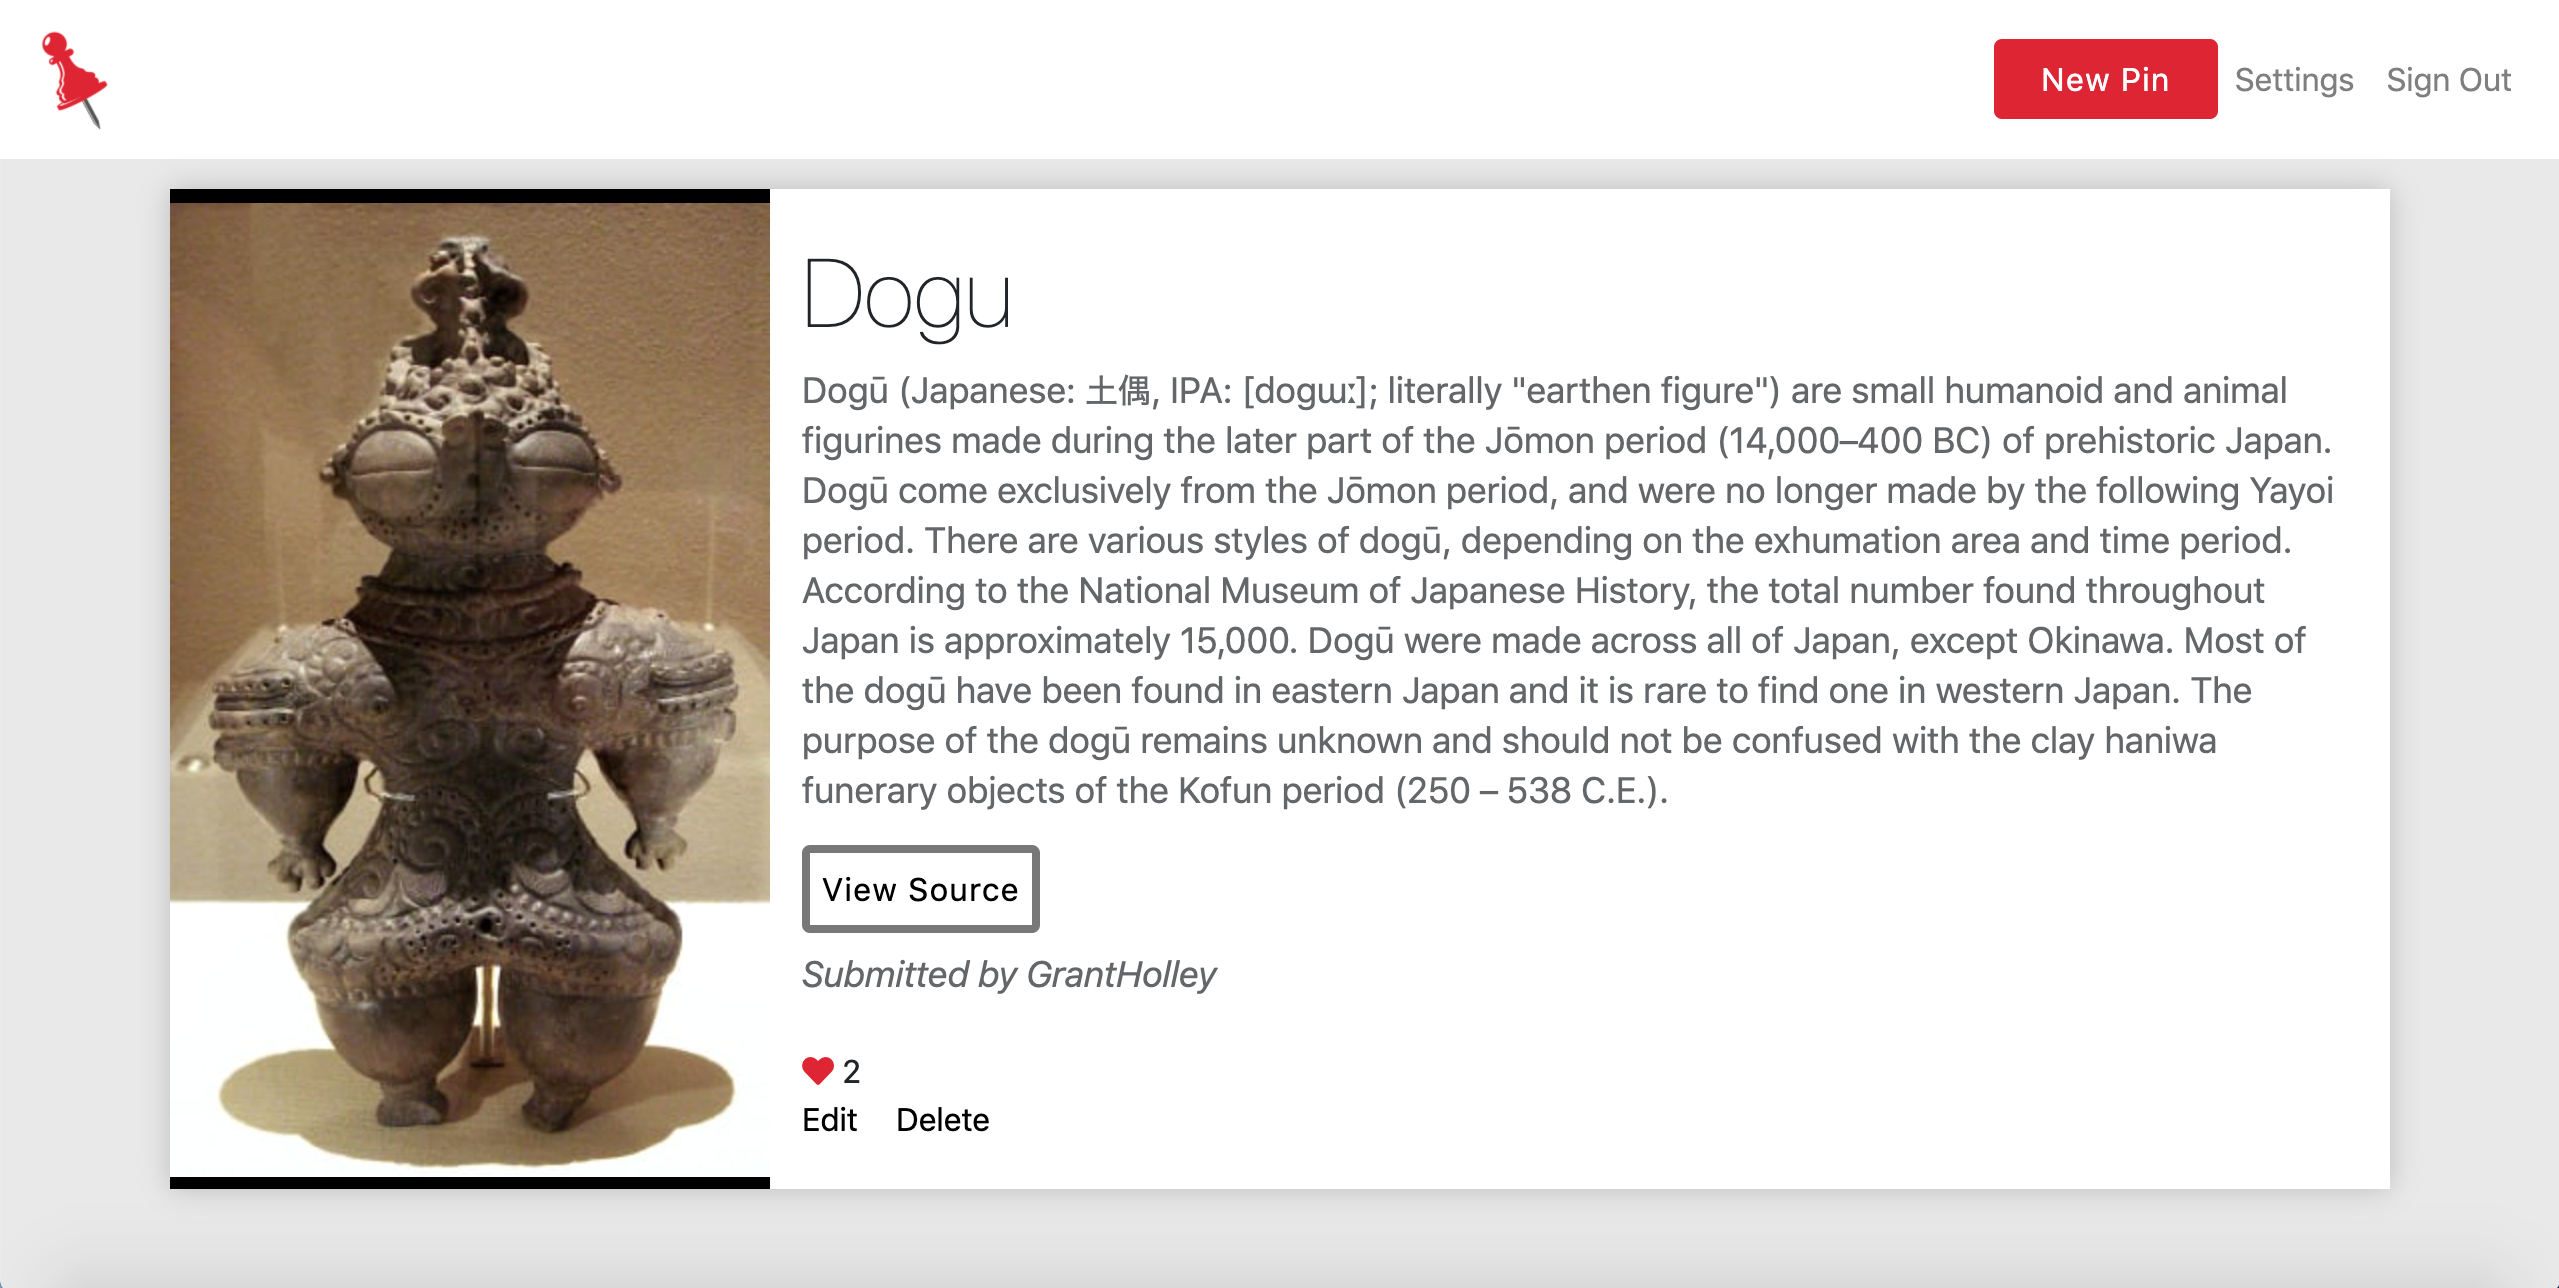 New Pin Settings Sign Out
Dogu
Dogū (Japanese: 土偶, IPA: [doɡɯː]; literally "earthen figure") are small humanoid and animal
figurines made during the later part of the Jōmon period (14,000–400 BC) of prehistoric Japan.
Dogū come exclusively from the Jōmon period, and were no longer made by the following Yayoi
period. There are various styles of dogū, depending on the exhumation area and time period.
According to the National Museum of Japanese History, the total number found throughout
Japan is approximately 15,000. Dogū were made across all of Japan, except Okinawa. Most of
the dogū have been found in eastern Japan and it is rare to find one in western Japan. The
purpose of the dogū remains unknown and should not be confused with the clay haniwa
funerary objects of the Kofun period (250 – 538 C.E.).
View Source
Submitted by GrantHolley
2
Edit Delete